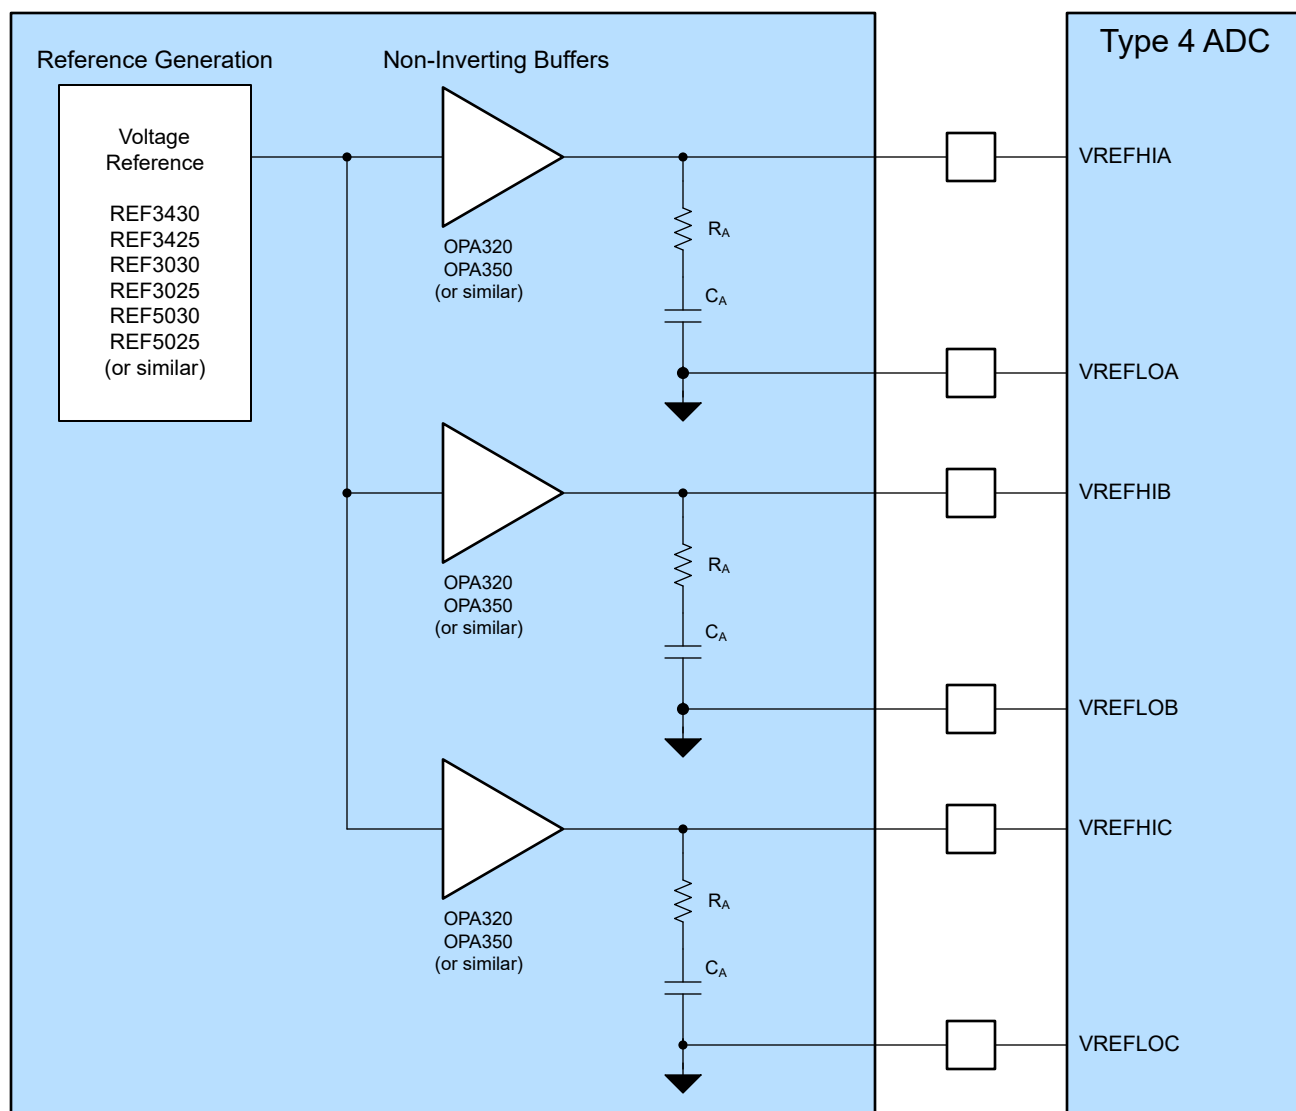 Type 4 ADC
Reference Generation
Non-Inverting Buffers
Voltage
Reference
REF3430
REF3425
REF3030
REF3025
REF5030
REF5025
(or similar)
OPA320
OPA350
(or similar)
RA
CA
VREFHIA
VREFLOA
OPA320
OPA350
(or similar)
RA
CA
VREFHIB
VREFLOB
OPA320
OPA350
(or similar)
RA
CA
VREFHIC
VREFLOC